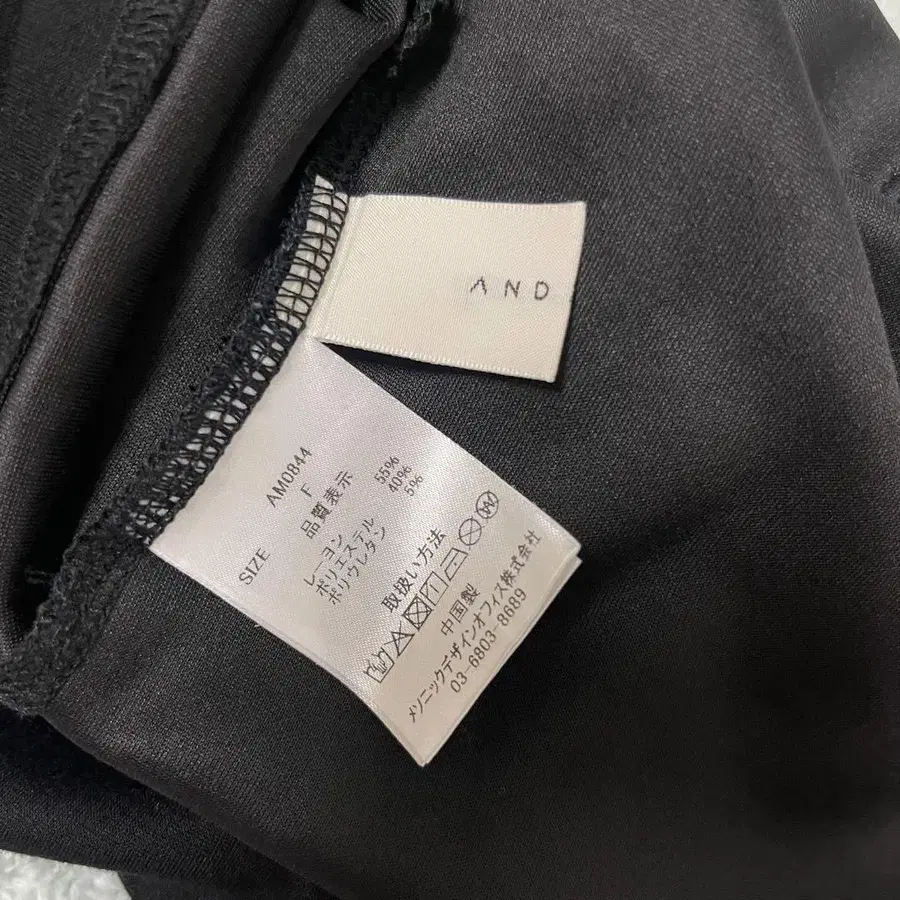 AND
AM0844
SIZE F
品質表示
レーヨン 55%
ポリエステル 40%
ポリウレタン 5%
取扱い方法
中国製
メソニックデザインオフィス株式会社
03-6803-8689